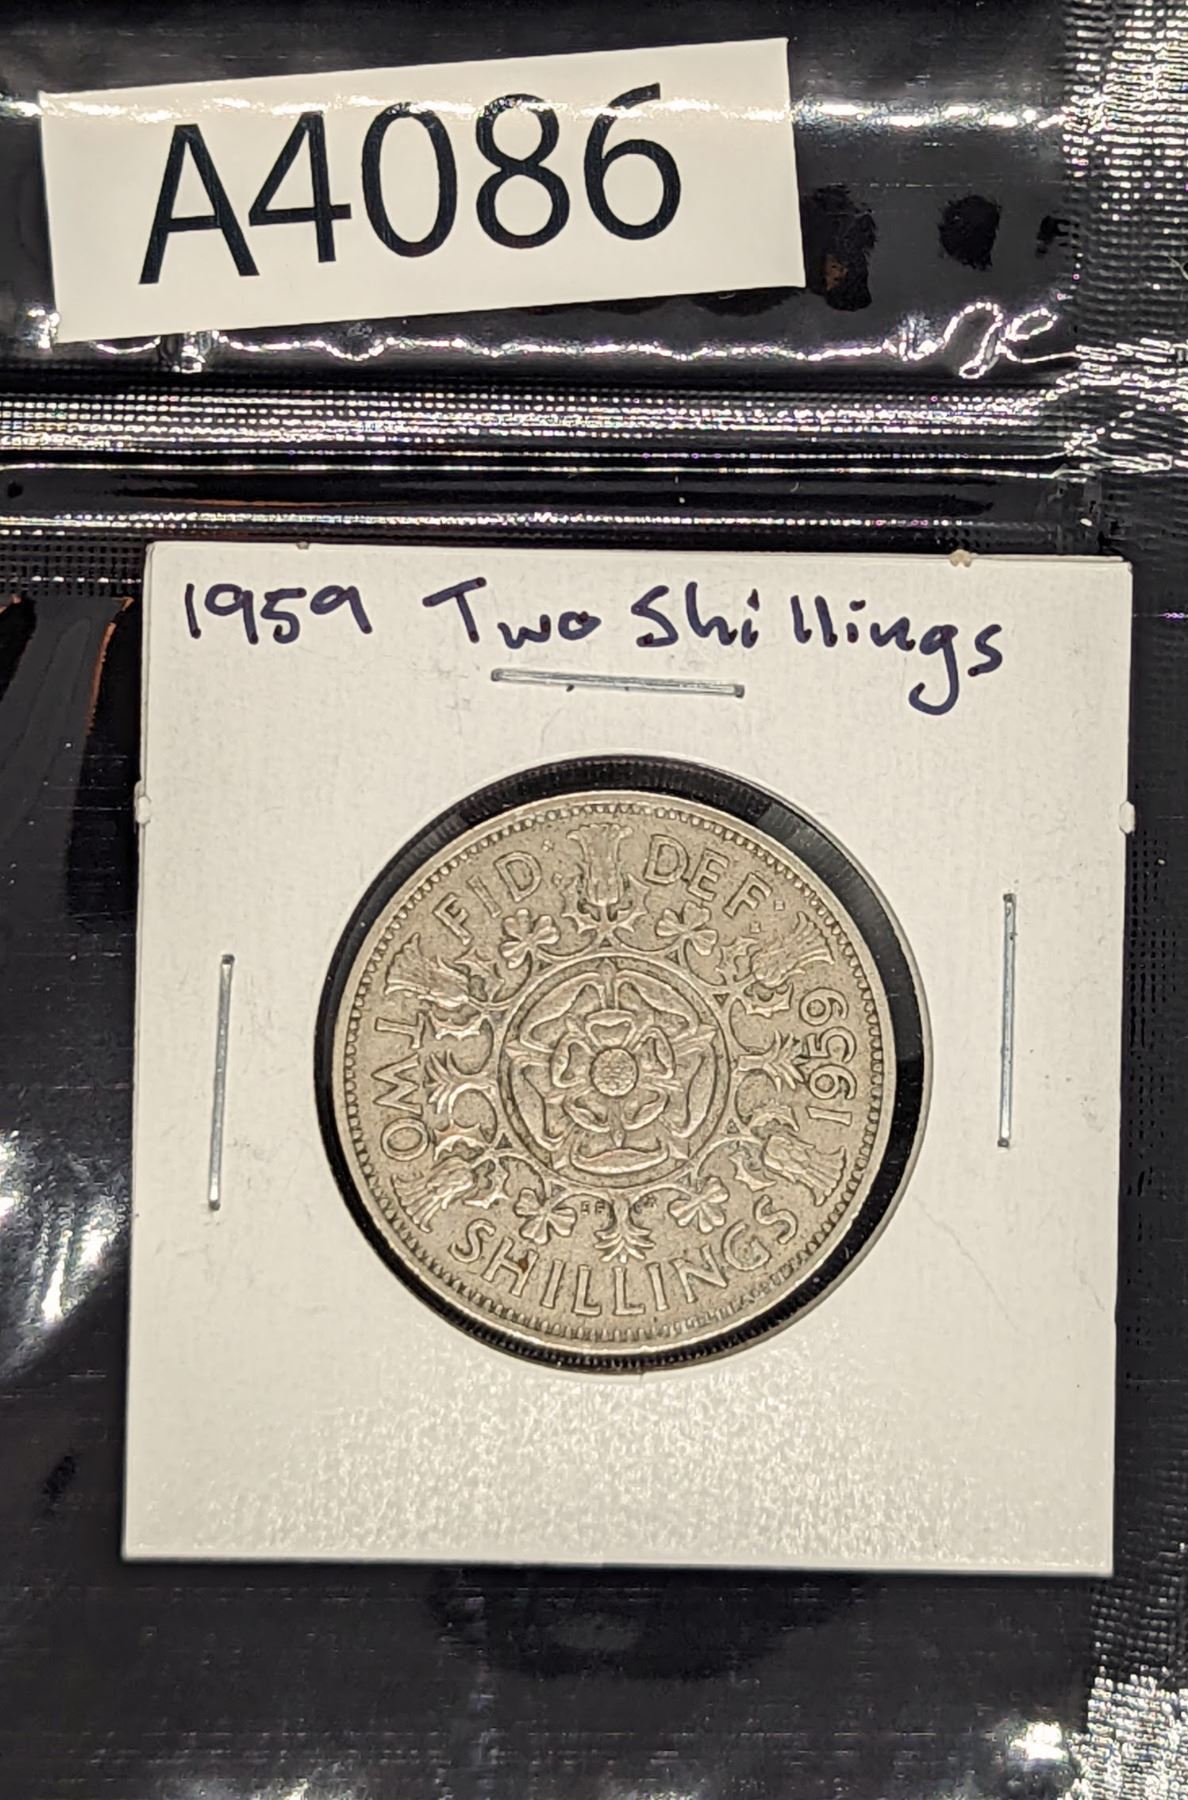 A4086
1959 Two Shillings
FID· DEF·
1959
TWO
SHILLINGS